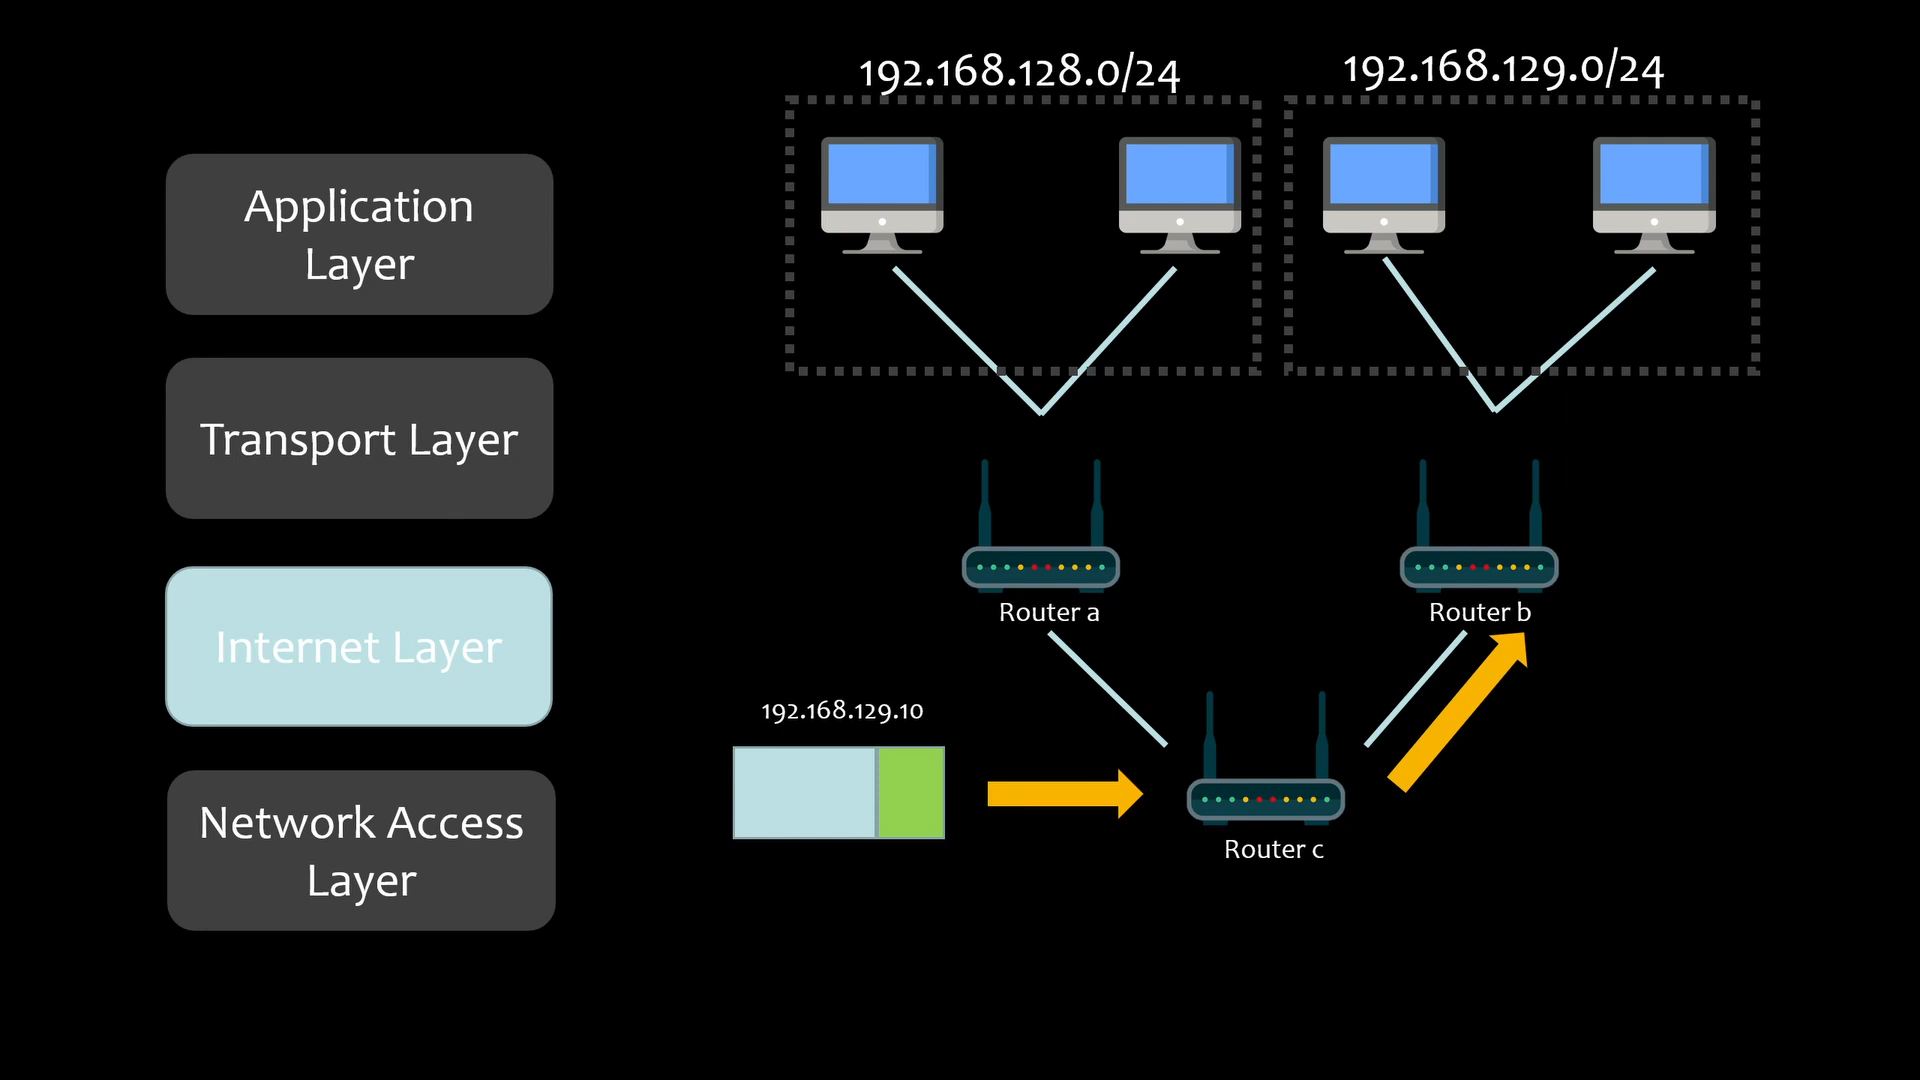 192.168.128.0/24
192.168.129.0/24
Application
Layer
Transport Layer
Internet Layer
Network Access
Layer
Router a
Router b
192.168.129.10
Router c